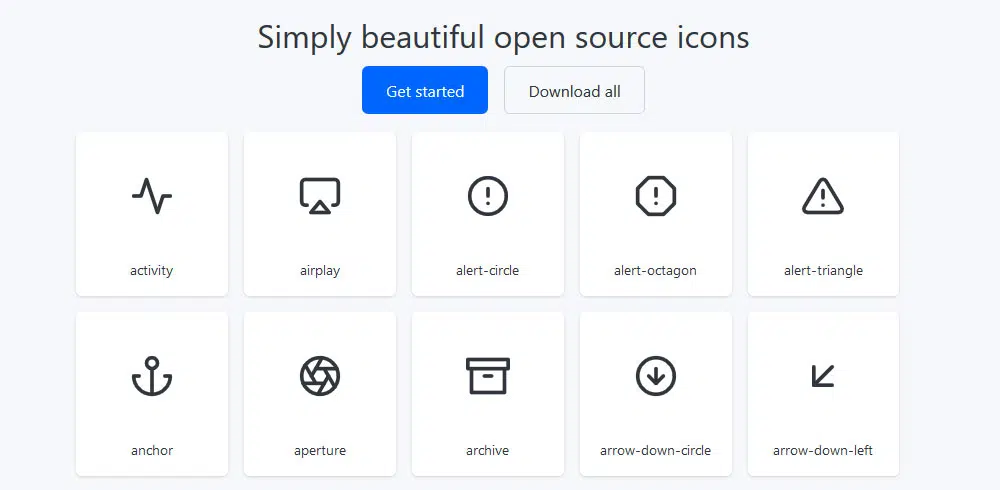 Simply beautiful open source icons
Get started
Download all
activity
airplay
alert-circle
alert-octagon
alert-triangle
anchor
aperture
archive
arrow-down-circle
arrow-down-left